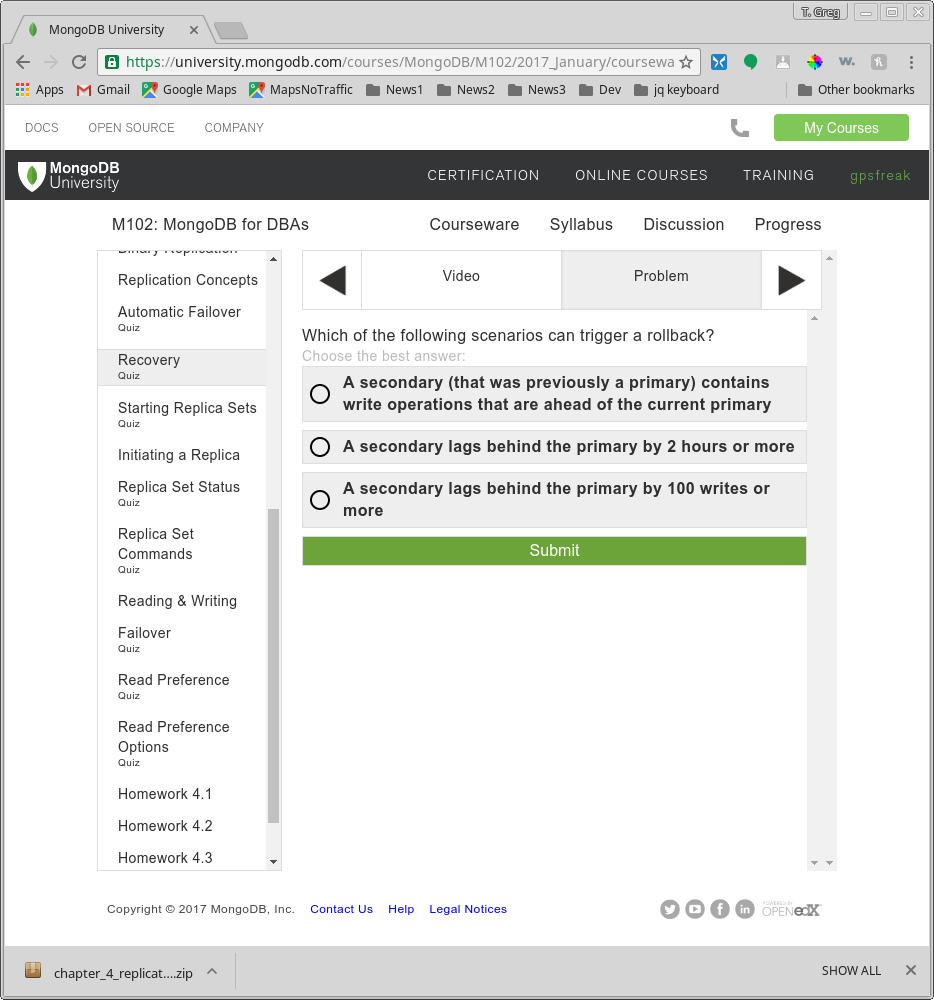 T. Greg
MongoDB University
https://university.mongodb.com/courses/MongoDB/M102/2017_January/coursewa
Apps Gmail Google Maps MapsNoTraffic News1 News2 News3 Dev jq keyboard Other bookmarks
DOCS OPEN SOURCE COMPANY My Courses
MongoDB
University
CERTIFICATION ONLINE COURSES TRAINING gpsfreak
M102: MongoDB for DBAs Courseware Syllabus Discussion Progress
Binary Replication
Replication Concepts
Automatic Failover
Quiz
Recovery
Quiz
Starting Replica Sets
Quiz
Initiating a Replica
Replica Set Status
Quiz
Replica Set
Commands
Quiz
Reading & Writing
Failover
Quiz
Read Preference
Quiz
Read Preference
Options
Quiz
Homework 4.1
Homework 4.2
Homework 4.3
Video Problem
Which of the following scenarios can trigger a rollback?
Choose the best answer:
A secondary (that was previously a primary) contains
write operations that are ahead of the current primary
A secondary lags behind the primary by 2 hours or more
A secondary lags behind the primary by 100 writes or
more
Submit
Copyright © 2017 MongoDB, Inc. Contact Us Help Legal Notices
POWERED BY
OPEN edX
chapter_4_replicat....zip SHOW ALL